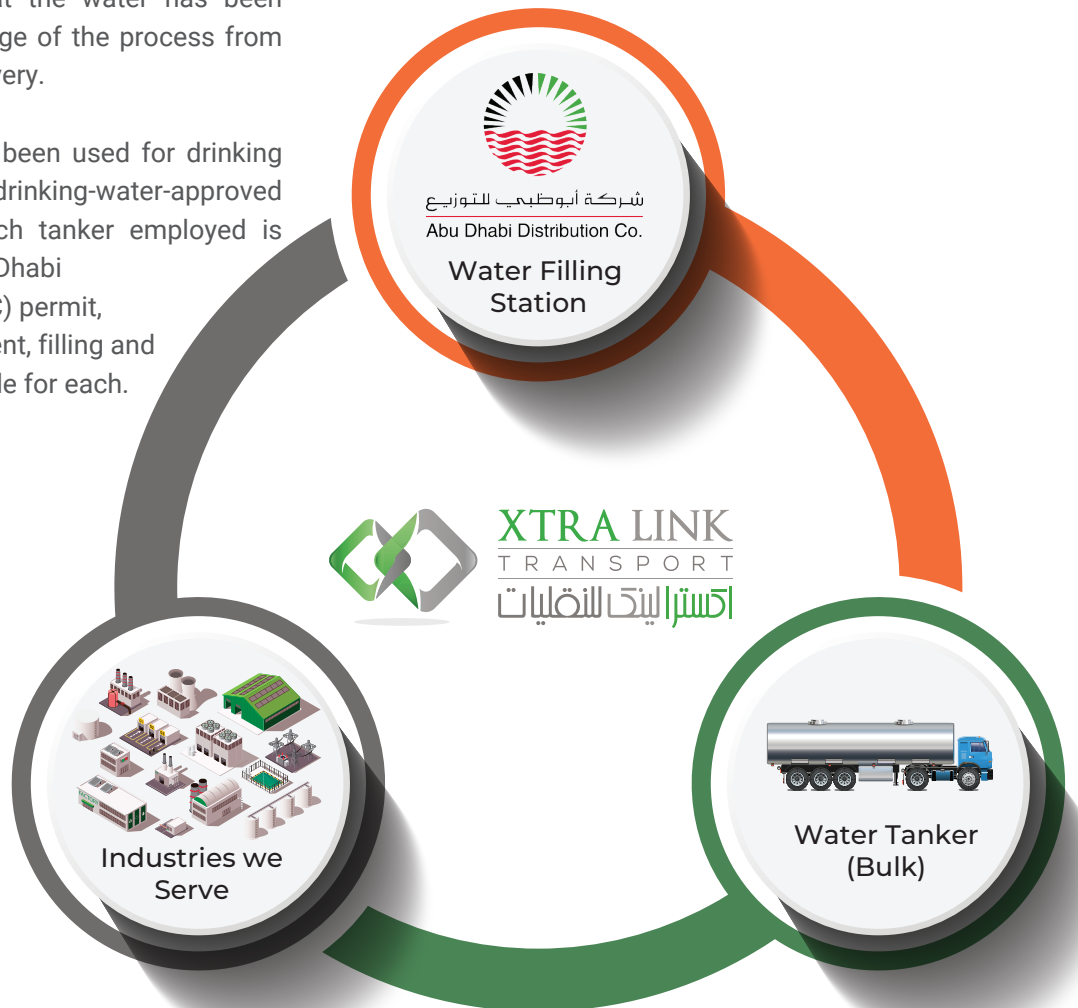 the water has been
ge of the process from
very.
been used for drinking
drinking-water-approved
ch tanker employed is
Dhabi
C) permit,
ent, filling and
le for each.
شركة أبوظبي للتوزيع
Abu Dhabi Distribution Co.
Water Filling
Station
XTRA LINK
TRANSPORT
اكسترا لينك للنقليات
Industries we
Serve
Water Tanker
(Bulk)